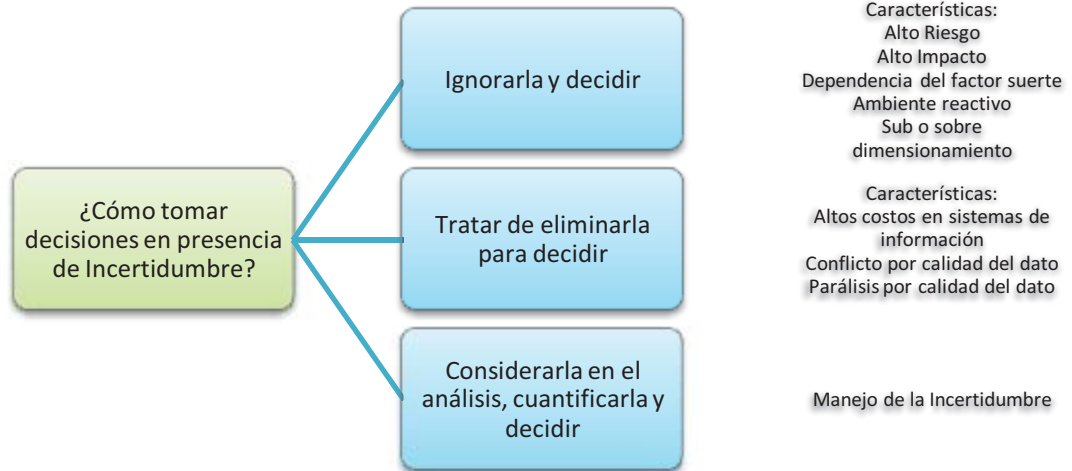 ¿Cómo tomar
decisiones en presencia
de Incertidumbre?
Ignorarla y decidir
Características:
Alto Riesgo
Alto Impacto
Dependencia del factor suerte
Ambiente reactivo
Sub o sobre
dimensionamiento
Tratar de eliminarla
para decidir
Características:
Altos costos en sistemas de
información
Conflicto por calidad del dato
Parálisis por calidad del dato
Considerarla en el
análisis, cuantificarla y
decidir
Manejo de la Incertidumbre